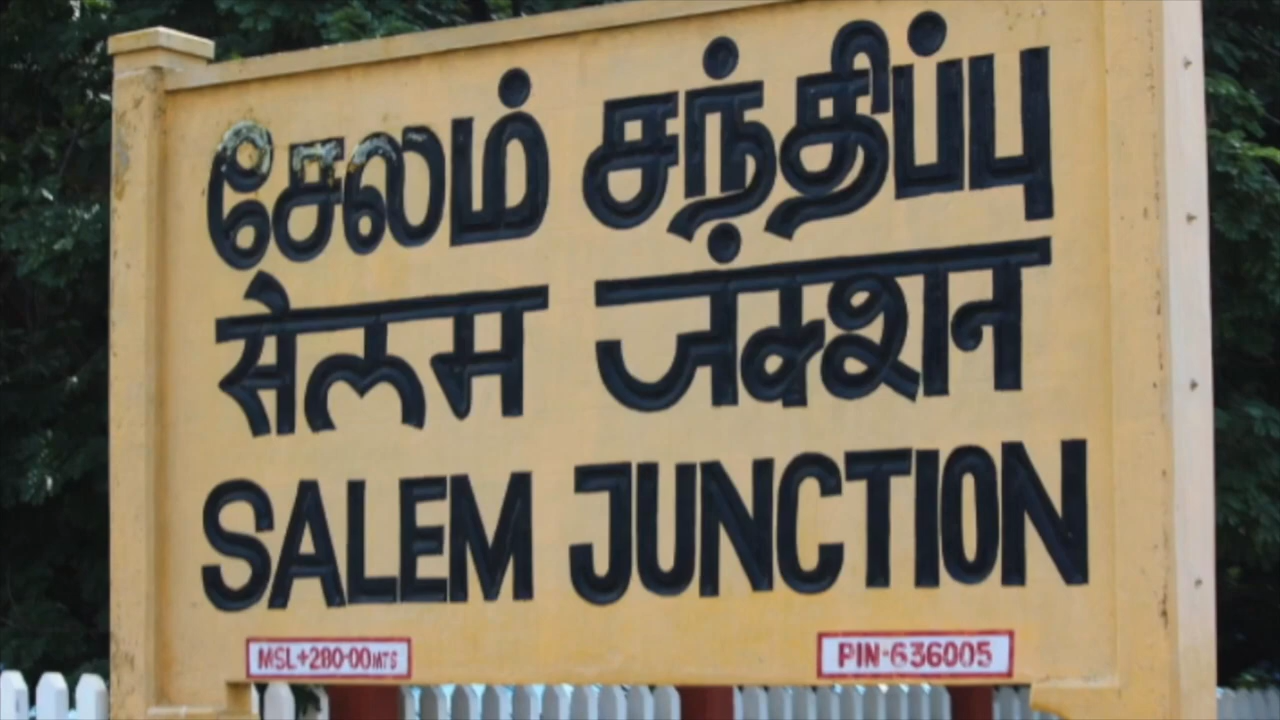 சேலம் சந்திப்பு
सेलम जंक्शन
SALEM JUNCTION
MSL+280·00MTS
PIN-636005